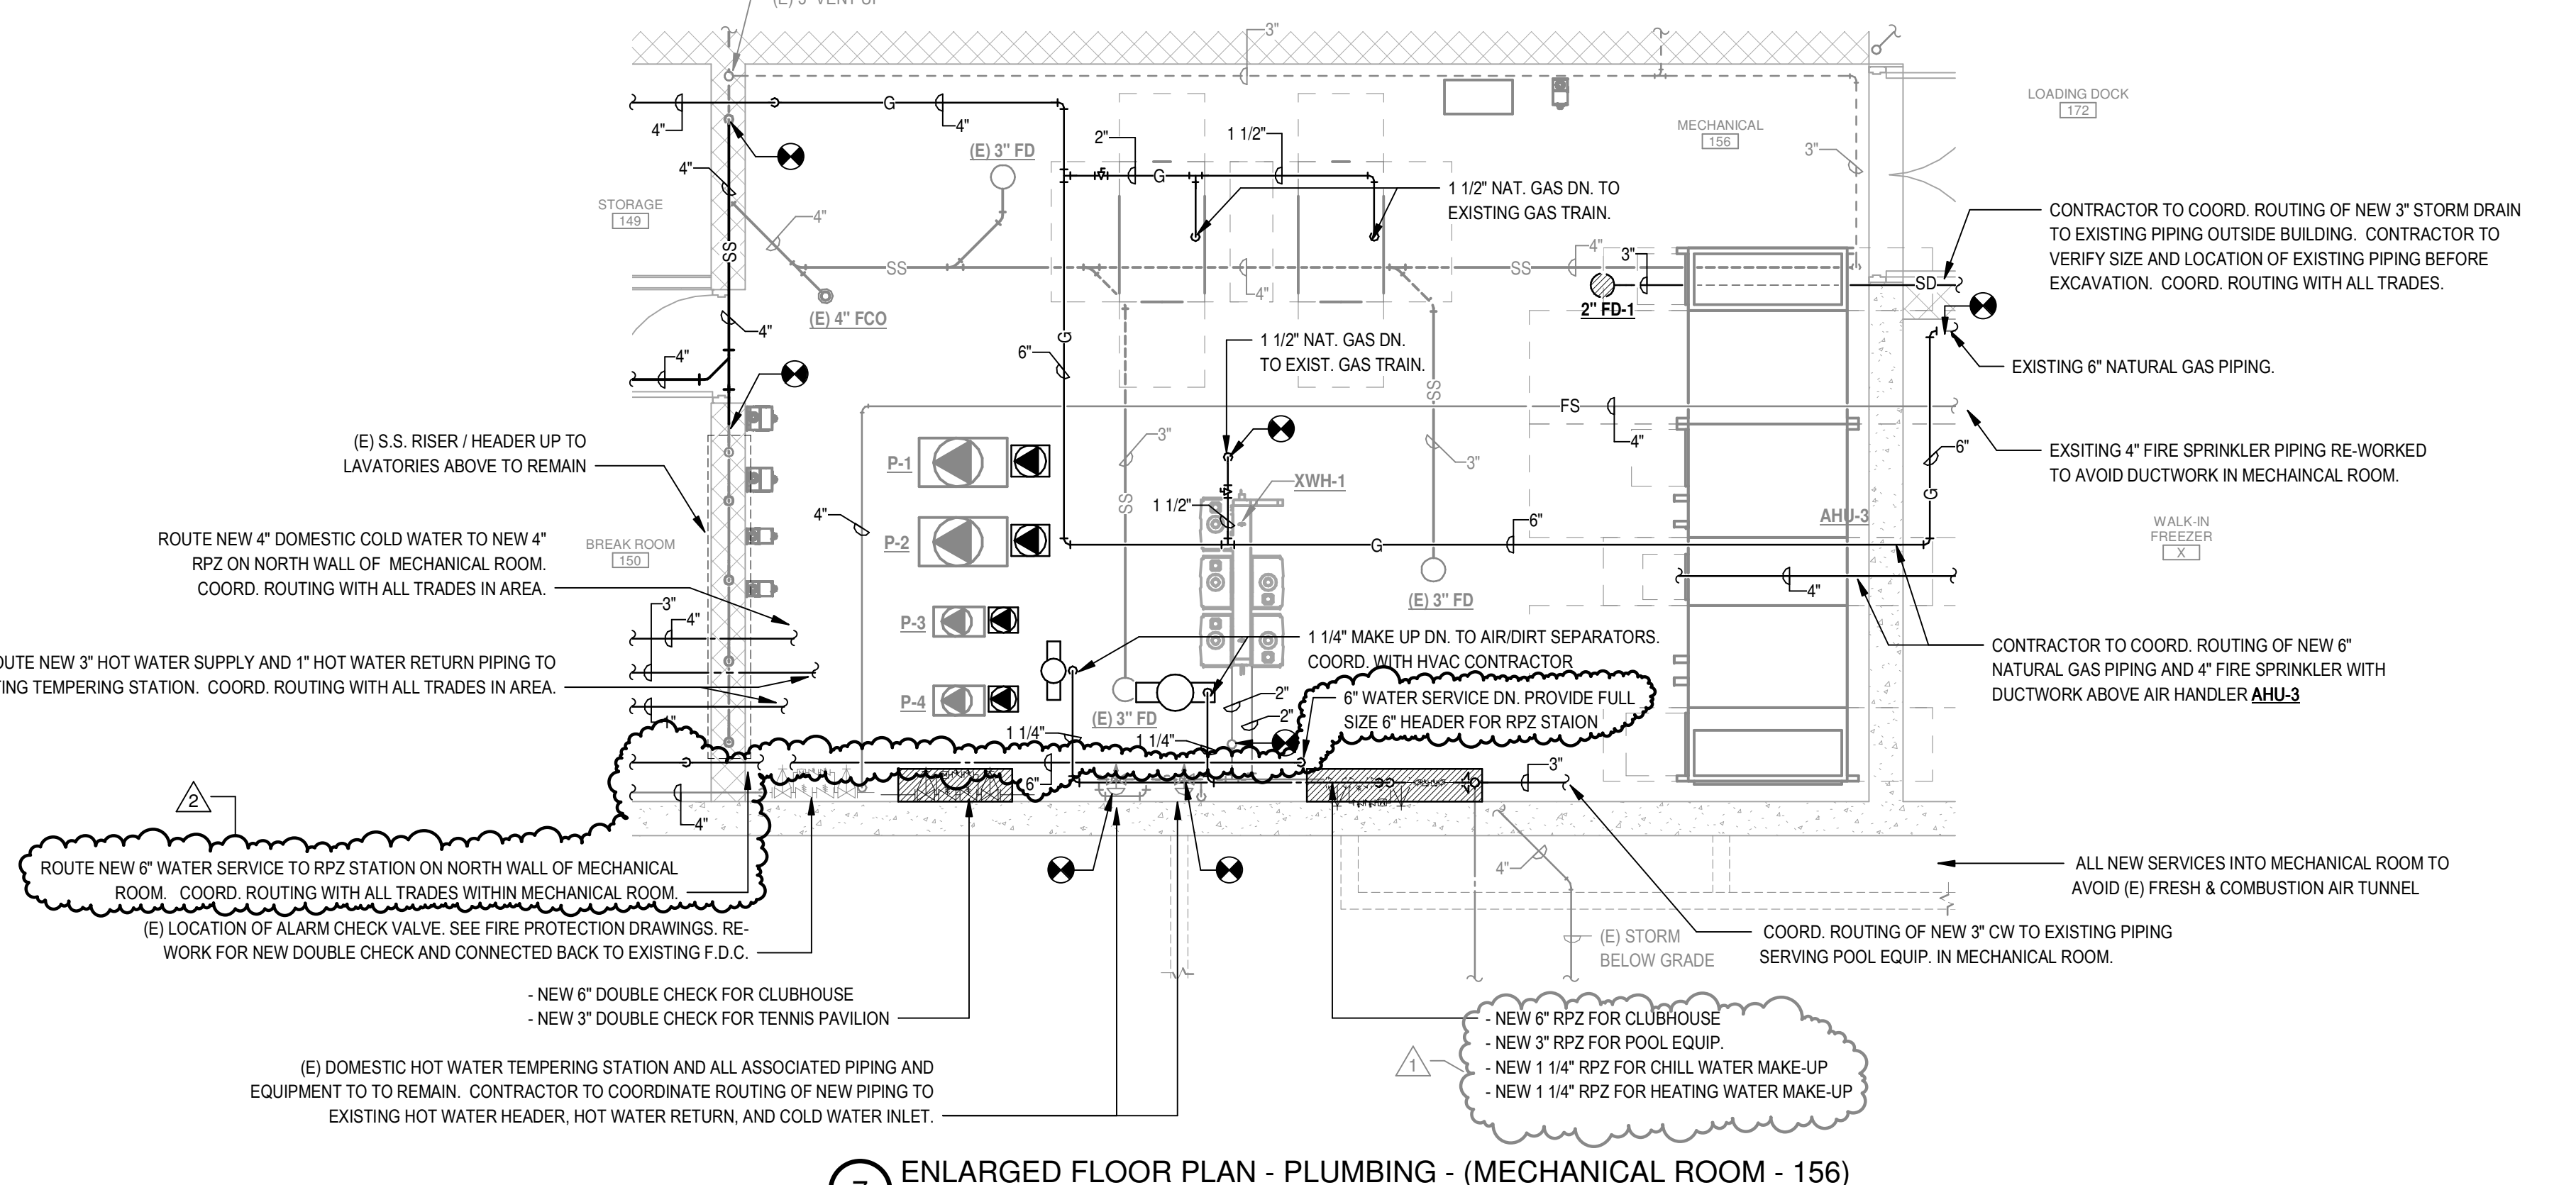 (E) 3" VENT UP
3"
G
4"
4"
2"
1 1/2"
G
(E) 3" FD
4"
MECHANICAL
156
3"
LOADING DOCK
172
STORAGE
149
4"
SS
1 1/2" NAT. GAS DN. TO
EXISTING GAS TRAIN.
CONTRACTOR TO COORD. ROUTING OF NEW 3" STORM DRAIN
TO EXISTING PIPING OUTSIDE BUILDING. CONTRACTOR TO
VERIFY SIZE AND LOCATION OF EXISTING PIPING BEFORE
EXCAVATION. COORD. ROUTING WITH ALL TRADES.
SS
4"
SS
4"
3"
SD
2" FD-1
(E) 4" FCO
4"
G
6"
4"
1 1/2" NAT. GAS DN.
TO EXIST. GAS TRAIN.
EXISTING 6" NATURAL GAS PIPING.
SS
FS
4"
(E) S.S. RISER / HEADER UP TO
LAVATORIES ABOVE TO REMAIN
3"
3"
6"
EXSITING 4" FIRE SPRINKLER PIPING RE-WORKED
TO AVOID DUCTWORK IN MECHAINCAL ROOM.
P-1
XWH-1
SS
1 1/2"
G
4"
AHU-3
WALK-IN
FREEZER
X
ROUTE NEW 4" DOMESTIC COLD WATER TO NEW 4"
RPZ ON NORTH WALL OF MECHANICAL ROOM.
COORD. ROUTING WITH ALL TRADES IN AREA.
BREAK ROOM
150
P-2
G
6"
4"
(E) 3" FD
3"
4"
P-3
1 1/4" MAKE UP DN. TO AIR/DIRT SEPARATORS.
COORD. WITH HVAC CONTRACTOR
CONTRACTOR TO COORD. ROUTING OF NEW 6"
NATURAL GAS PIPING AND 4" FIRE SPRINKLER WITH
DUCTWORK ABOVE AIR HANDLER AHU-3
OUTE NEW 3" HOT WATER SUPPLY AND 1" HOT WATER RETURN PIPING TO
TING TEMPERING STATION. COORD. ROUTING WITH ALL TRADES IN AREA.
P-4
(E) 3" FD
2"
2"
6" WATER SERVICE DN. PROVIDE FULL
SIZE 6" HEADER FOR RPZ STAION
1 1/4"
1 1/4"
6"
3"
4"
2
ROUTE NEW 6" WATER SERVICE TO RPZ STATION ON NORTH WALL OF MECHANICAL
ROOM. COORD. ROUTING WITH ALL TRADES WITHIN MECHANICAL ROOM.
4"
ALL NEW SERVICES INTO MECHANICAL ROOM TO
AVOID (E) FRESH & COMBUSTION AIR TUNNEL
(E) LOCATION OF ALARM CHECK VALVE. SEE FIRE PROTECTION DRAWINGS. RE-
WORK FOR NEW DOUBLE CHECK AND CONNECTED BACK TO EXISTING F.D.C.
(E) STORM
BELOW GRADE
COORD. ROUTING OF NEW 3" CW TO EXISTING PIPING
SERVING POOL EQUIP. IN MECHANICAL ROOM.
- NEW 6" DOUBLE CHECK FOR CLUBHOUSE
- NEW 3" DOUBLE CHECK FOR TENNIS PAVILION
1
- NEW 6" RPZ FOR CLUBHOUSE
- NEW 3" RPZ FOR POOL EQUIP.
- NEW 1 1/4" RPZ FOR CHILL WATER MAKE-UP
- NEW 1 1/4" RPZ FOR HEATING WATER MAKE-UP
(E) DOMESTIC HOT WATER TEMPERING STATION AND ALL ASSOCIATED PIPING AND
EQUIPMENT TO TO REMAIN. CONTRACTOR TO COORDINATE ROUTING OF NEW PIPING TO
EXISTING HOT WATER HEADER, HOT WATER RETURN, AND COLD WATER INLET.
ENLARGED FLOOR PLAN - PLUMBING - (MECHANICAL ROOM - 156)